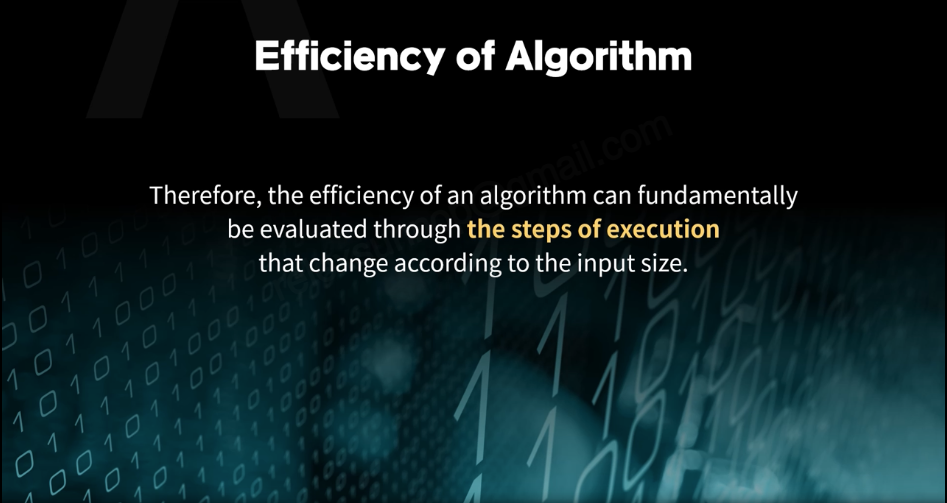 Efficiency of Algorithm
Therefore, the efficiency of an algorithm can fundamentally
be evaluated through the steps of execution
that change according to the input size.